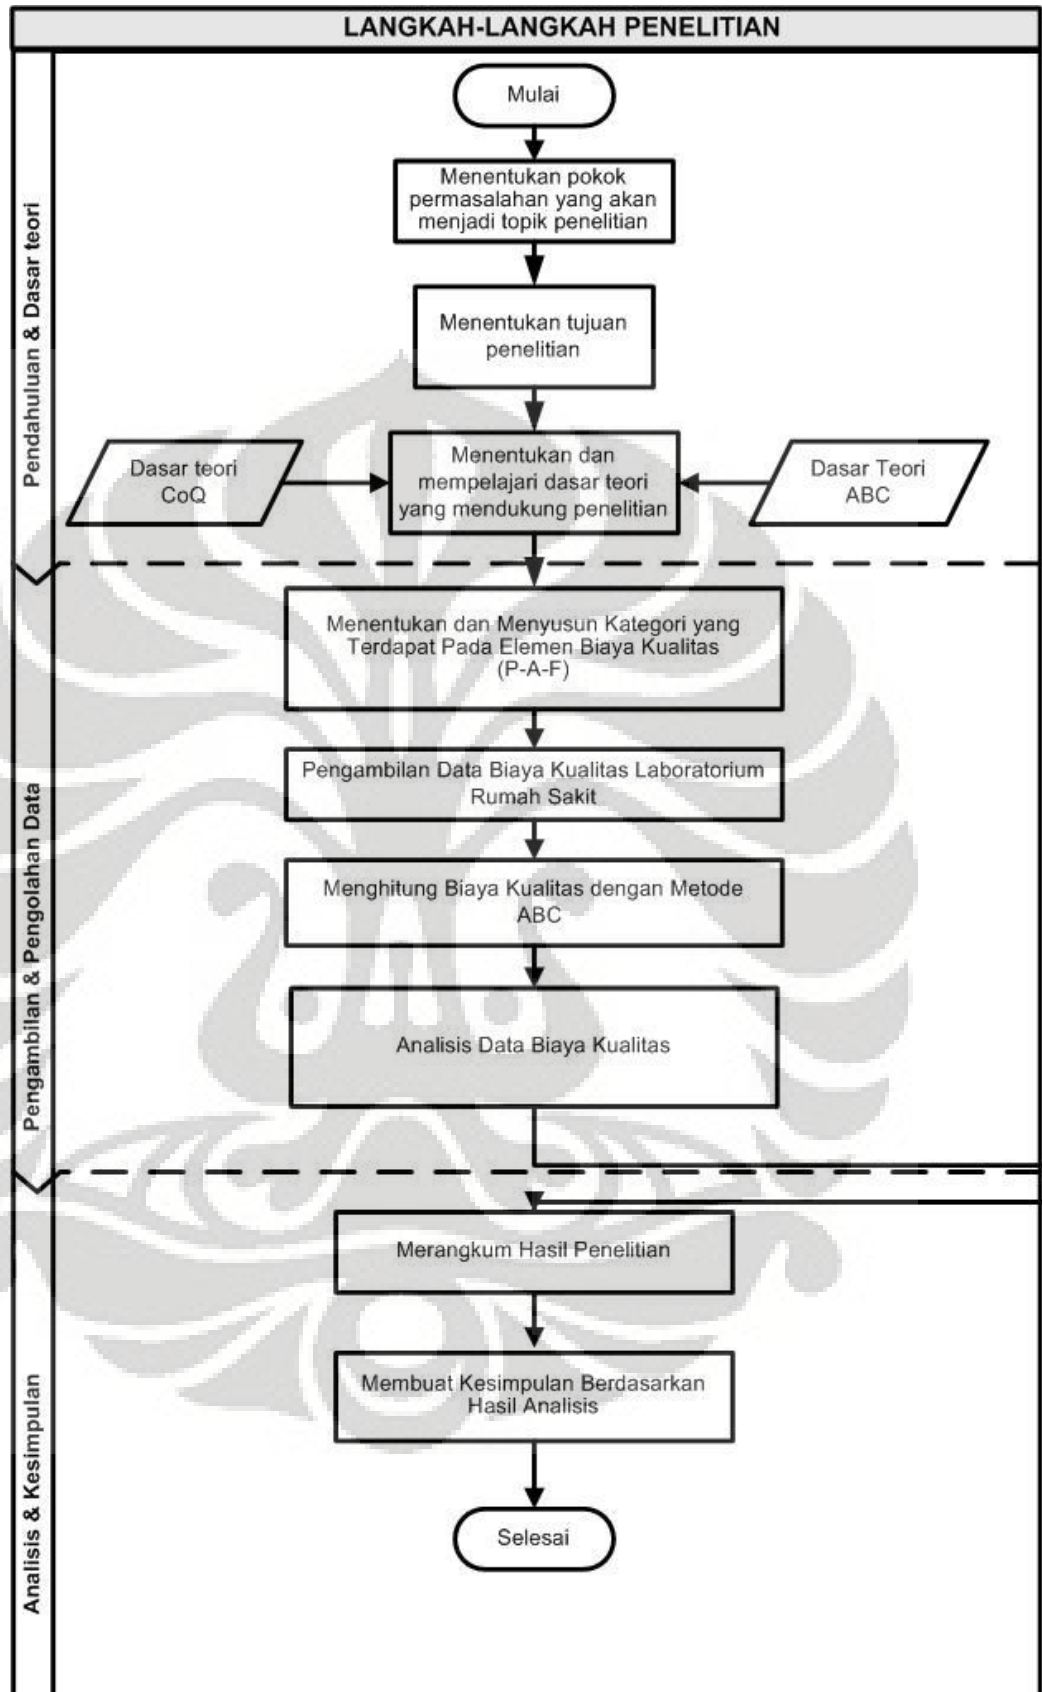 LANGKAH-LANGKAH PENELITIAN
Pendahuluan & Dasar teori
Mulai
Menentukan pokok
permasalahan yang akan
menjadi topik penelitian
Menentukan tujuan
penelitian
Dasar teori
CoQ
Menentukan dan
mempelajari dasar teori
yang mendukung penelitian
Dasar Teori
ABC
Pengambilan & Pengolahan Data
Menentukan dan Menyusun Kategori yang
Terdapat Pada Elemen Biaya Kualitas
(P-A-F)
Pengambilan Data Biaya Kualitas Laboratorium
Rumah Sakit
Menghitung Biaya Kualitas dengan Metode
ABC
Analisis Data Biaya Kualitas
Analisis & Kesimpulan
Merangkum Hasil Penelitian
Membuat Kesimpulan Berdasarkan
Hasil Analisis
Selesai